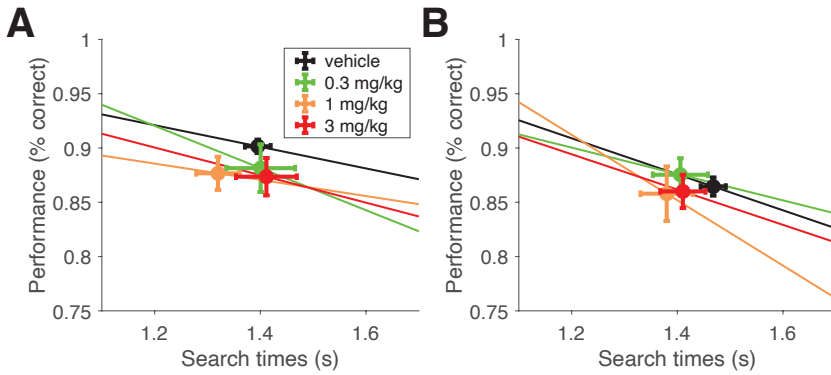 A
B
Performance (% correct)
1
0.95
0.9
0.85
0.8
0.75
1.2
1.4
1.6
Search times (s)
vehicle
0.3 mg/kg
1 mg/kg
3 mg/kg
Performance (% correct)
1
0.95
0.9
0.85
0.8
0.75
1.2
1.4
1.6
Search times (s)